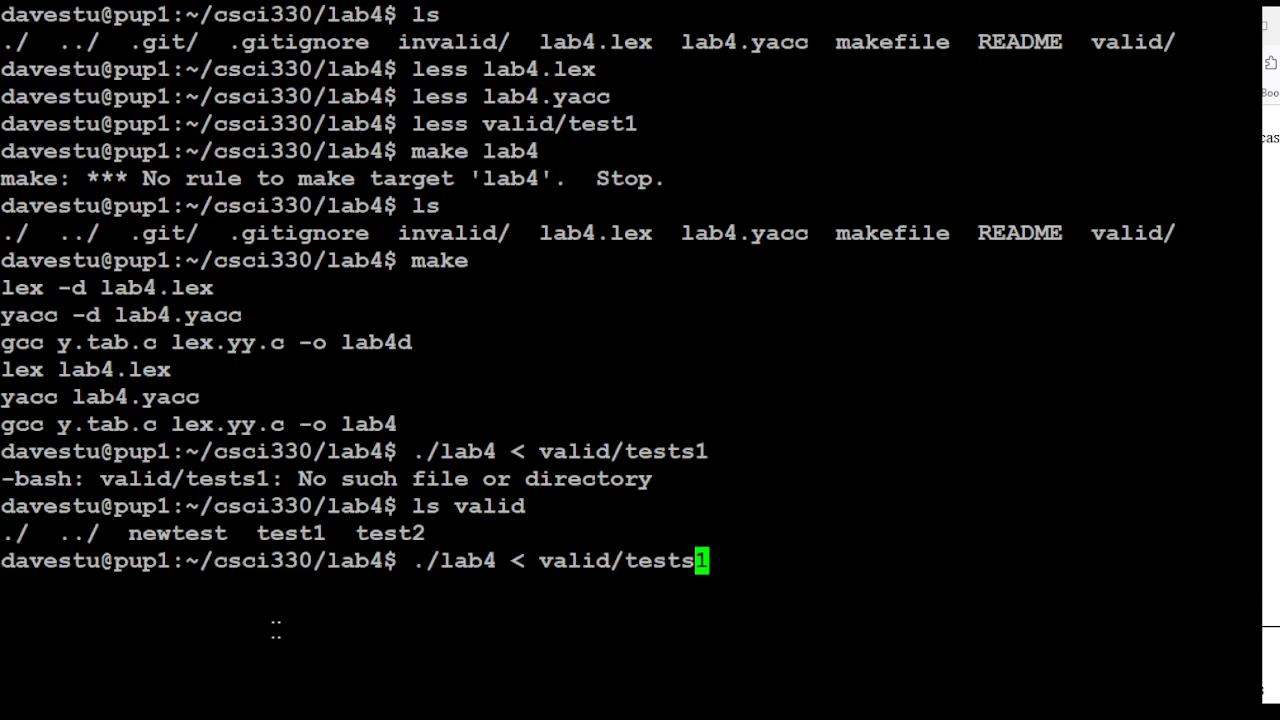 davestu@pup1:~/csci330/lab4$ ls
./  ../  .git/  .gitignore  invalid/  lab4.lex  lab4.yacc  makefile  README  valid/
davestu@pup1:~/csci330/lab4$ less lab4.lex
davestu@pup1:~/csci330/lab4$ less lab4.yacc
davestu@pup1:~/csci330/lab4$ less valid/test1
davestu@pup1:~/csci330/lab4$ make lab4
make: *** No rule to make target 'lab4'.  Stop.
davestu@pup1:~/csci330/lab4$ ls
./  ../  .git/  .gitignore  invalid/  lab4.lex  lab4.yacc  makefile  README  valid/
davestu@pup1:~/csci330/lab4$ make
lex -d lab4.lex
yacc -d lab4.yacc
gcc y.tab.c lex.yy.c -o lab4d
lex lab4.lex
yacc lab4.yacc
gcc y.tab.c lex.yy.c -o lab4
davestu@pup1:~/csci330/lab4$ ./lab4 < valid/tests1
-bash: valid/tests1: No such file or directory
davestu@pup1:~/csci330/lab4$ ls valid
./  ../  newtest  test1  test2
davestu@pup1:~/csci330/lab4$ ./lab4 < valid/tests1
Boo
cas